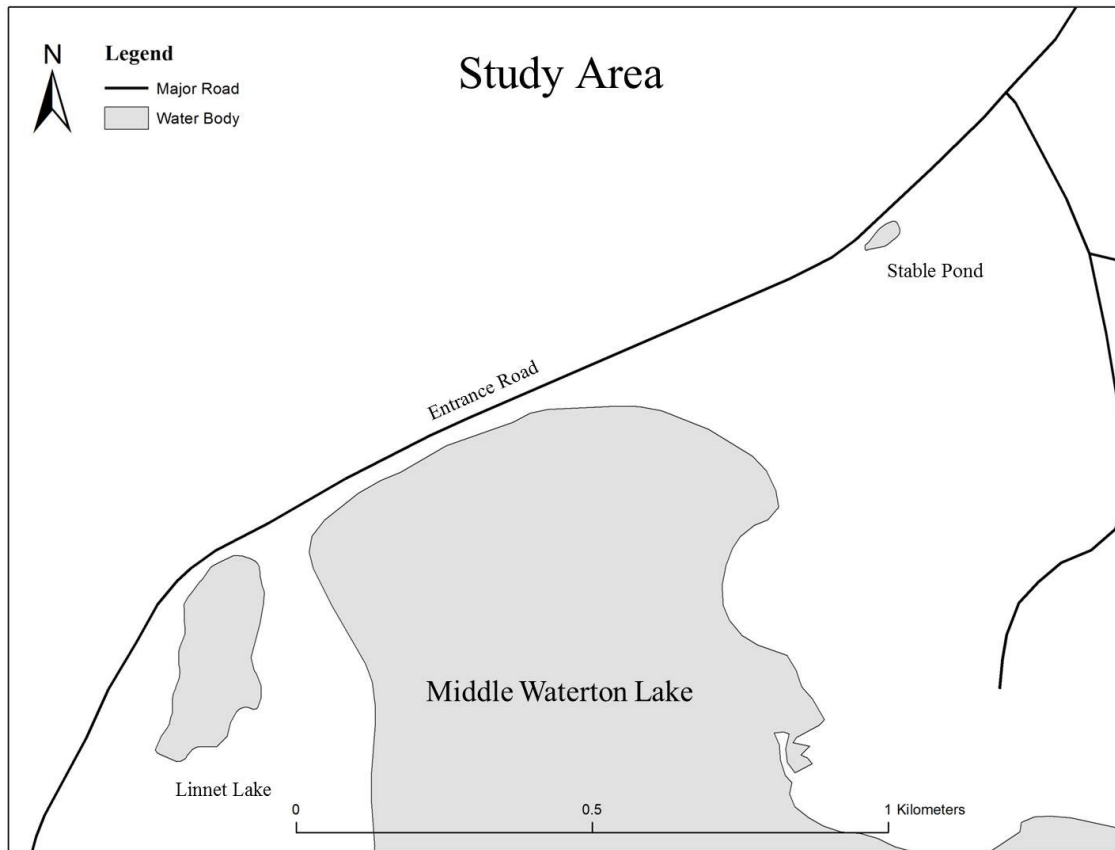 N
Legend
Major Road
Water Body
Study Area
Stable Pond
Entrance Road
Middle Waterton Lake
Linnet Lake
0 0.5 1 Kilometers